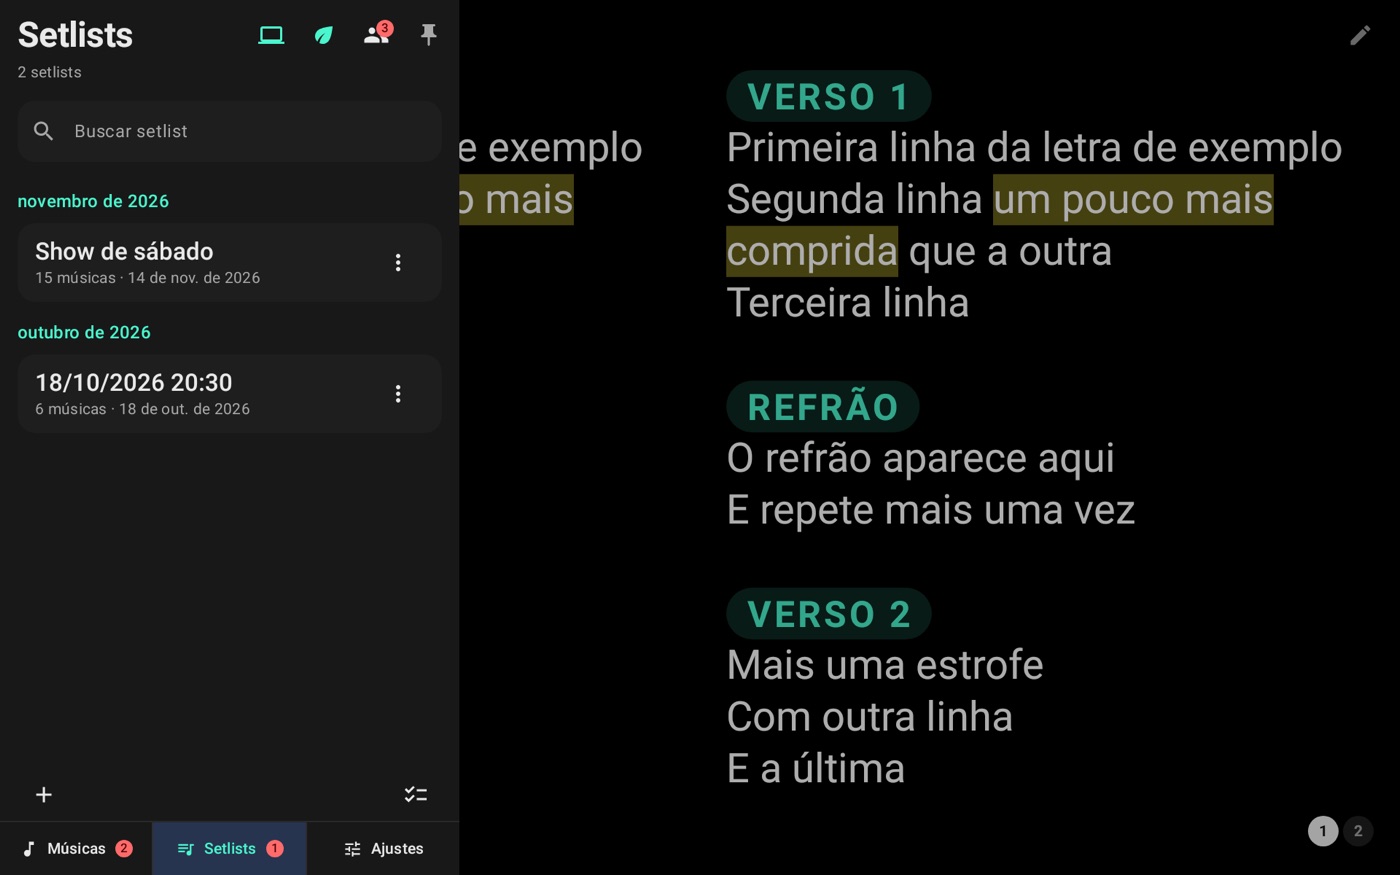 Setlists
3
2 setlists
Buscar setlist
novembro de 2026
Show de sábado
15 músicas · 14 de nov. de 2026
outubro de 2026
18/10/2026 20:30
6 músicas · 18 de out. de 2026
Músicas 2
Setlists 1
Ajustes
e exemplo
o mais
VERSO 1
Primeira linha da letra de exemplo
Segunda linha um pouco mais
comprida que a outra
Terceira linha
REFRÃO
O refrão aparece aqui
E repete mais uma vez
VERSO 2
Mais uma estrofe
Com outra linha
E a última
1 2